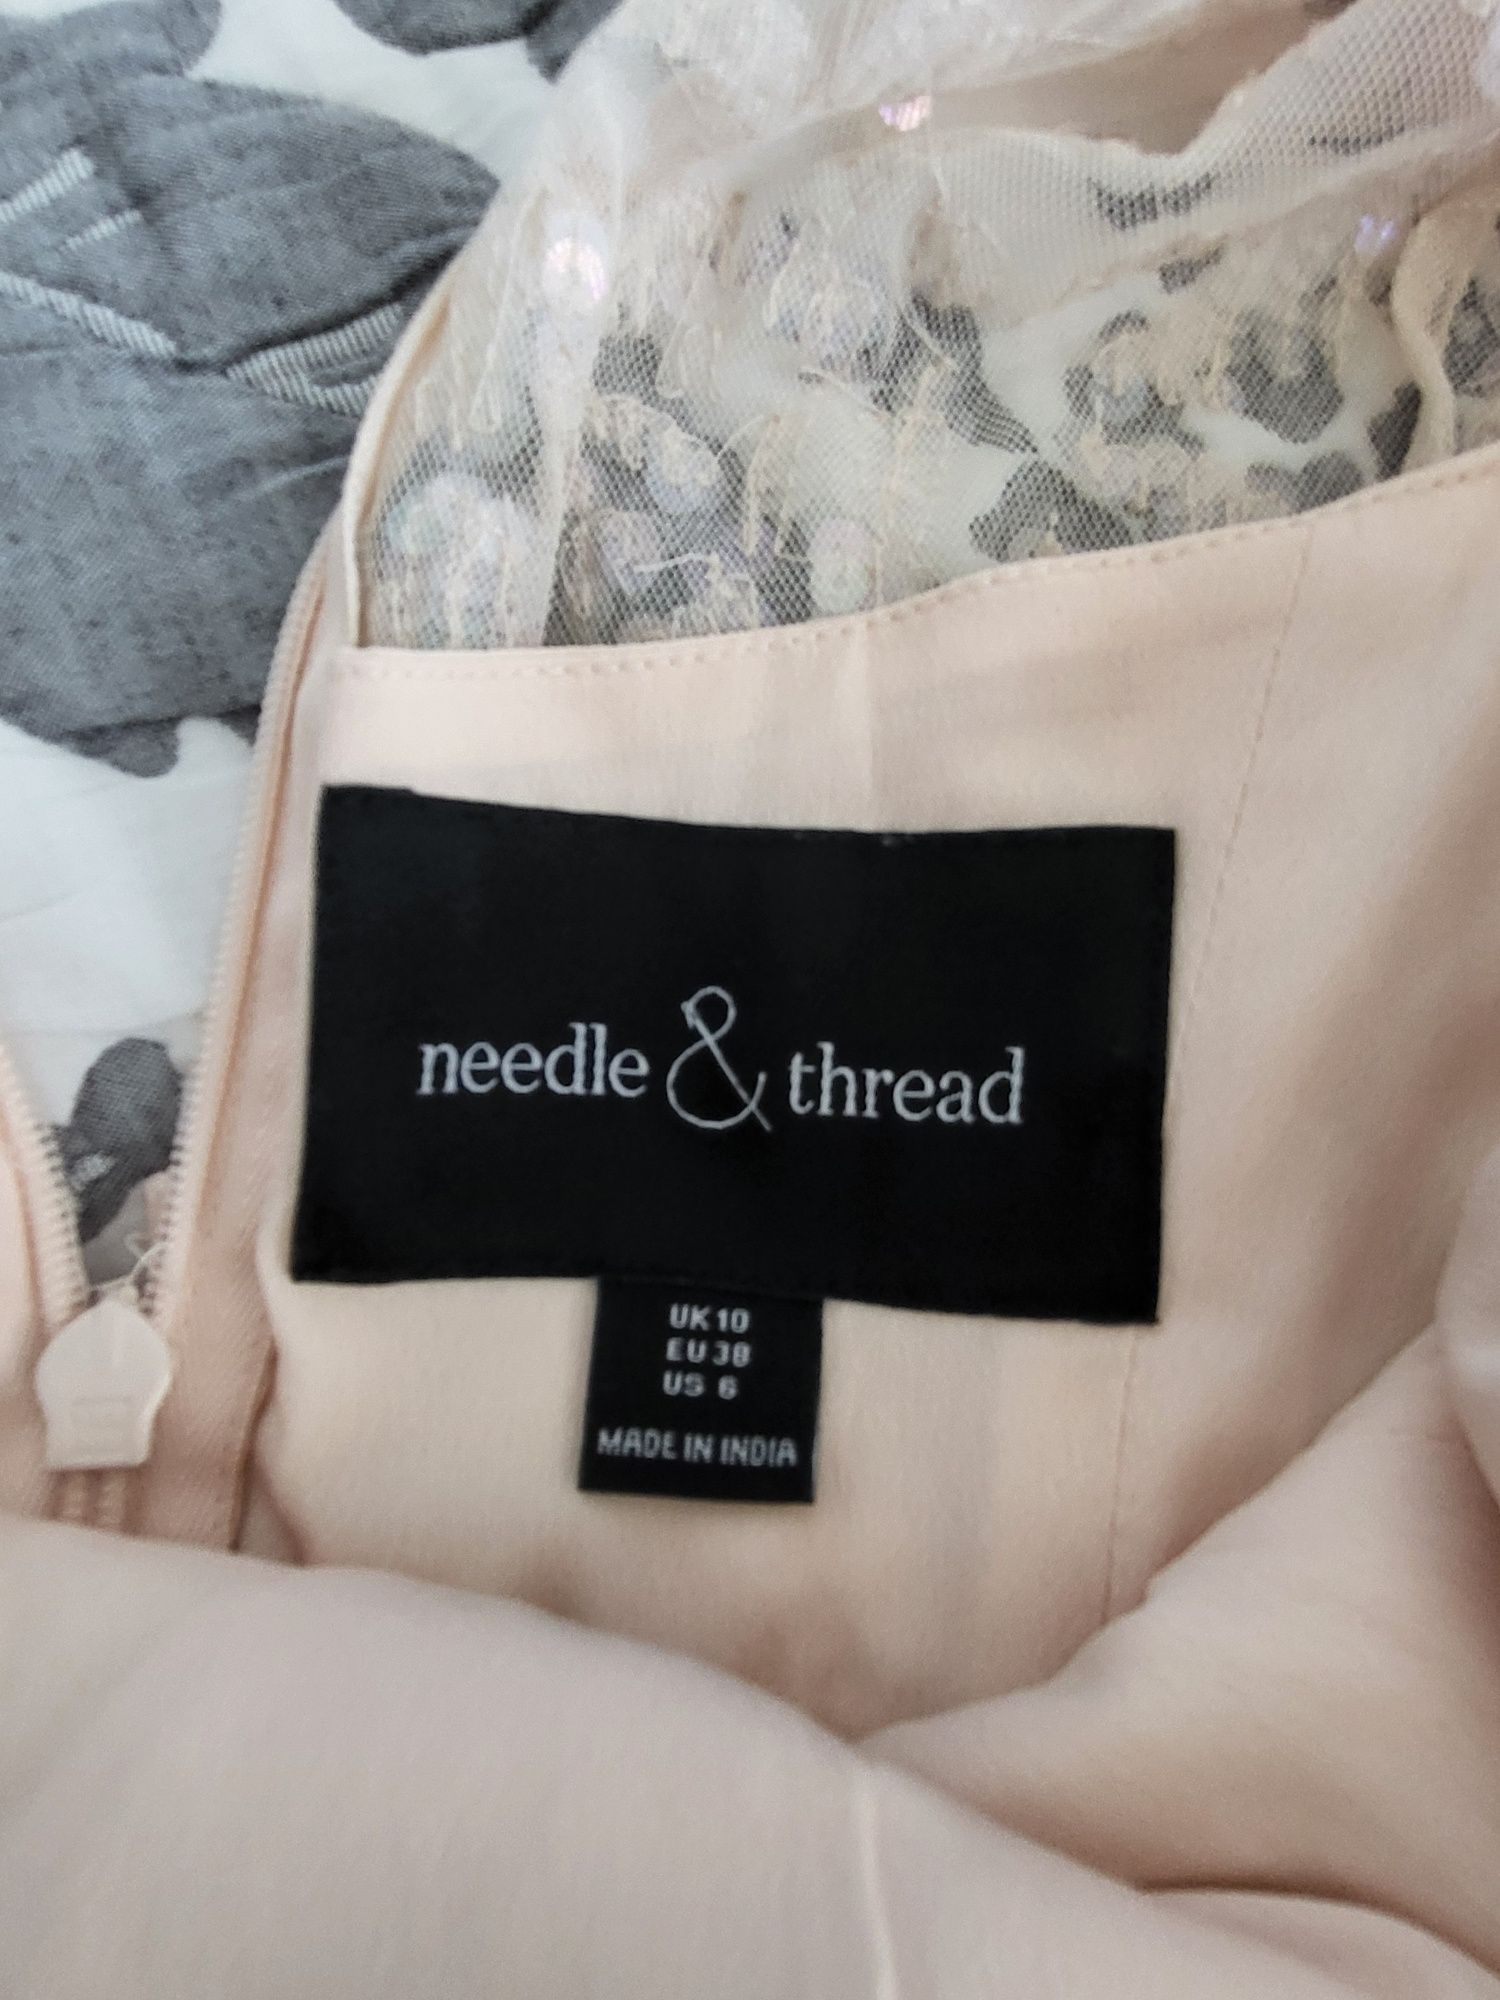 needle & thread
UK 10
EU 38
US 6
MADE IN INDIA